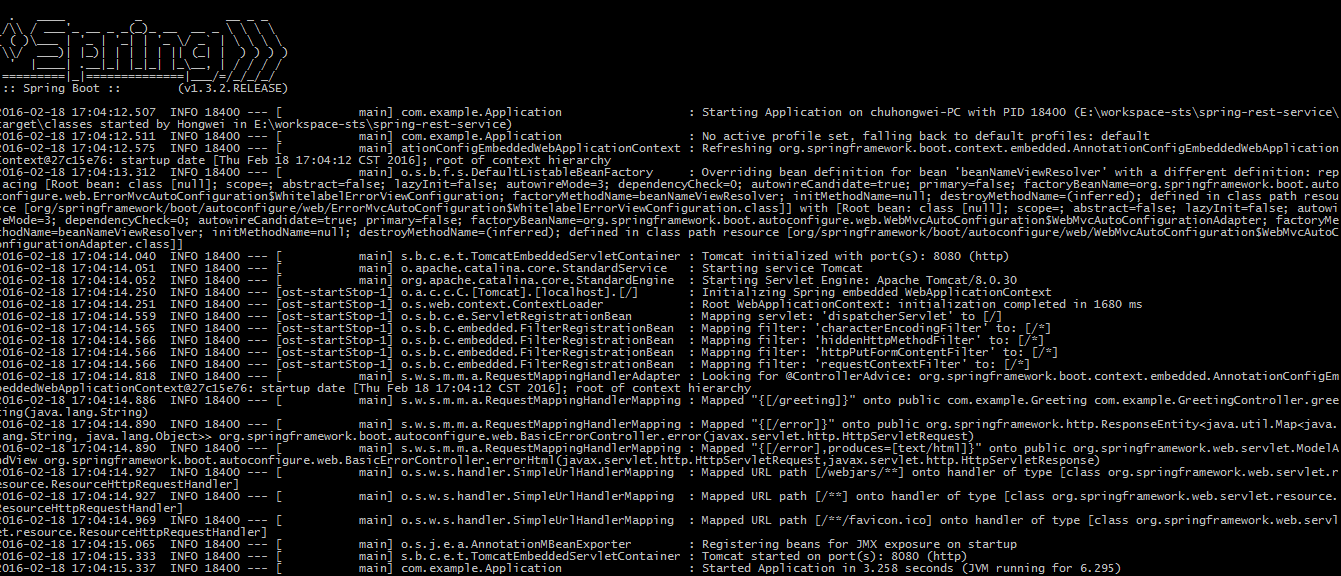 :: Spring Boot ::        (v1.3.2.RELEASE)
2016-02-18 17:04:12.507  INFO 18400 --- [           main] com.example.Application                  : Starting Application on chuhongwei-PC with PID 18400 (E:\workspace-sts\spring-rest-service\
target\classes started by Hongwei in E:\workspace-sts\spring-rest-service)
2016-02-18 17:04:12.511  INFO 18400 --- [           main] com.example.Application                  : No active profile set, falling back to default profiles: default
2016-02-18 17:04:12.575  INFO 18400 --- [           main] ationConfigEmbeddedWebApplicationContext : Refreshing org.springframework.boot.context.embedded.AnnotationConfigEmbeddedWebApplication
Context@27c15e76: startup date [Thu Feb 18 17:04:12 CST 2016]; root of context hierarchy
2016-02-18 17:04:13.312  INFO 18400 --- [           main] o.s.b.f.s.DefaultListableBeanFactory     : Overriding bean definition for bean 'beanNameViewResolver' with a different definition: rep
lacing [Root bean: class [null]; scope=; abstract=false; lazyInit=false; autowireMode=3; dependencyCheck=0; autowireCandidate=true; primary=false; factoryBeanName=org.springframework.boot.auto
configure.web.ErrorMvcAutoConfiguration$WhitelabelErrorViewConfiguration; factoryMethodName=beanNameViewResolver; initMethodName=null; destroyMethodName=(inferred); defined in class path resou
rce [org/springframework/boot/autoconfigure/web/ErrorMvcAutoConfiguration$WhitelabelErrorViewConfiguration.class]] with [Root bean: class [null]; scope=; abstract=false; lazyInit=false; autowi
reMode=3; dependencyCheck=0; autowireCandidate=true; primary=false; factoryBeanName=org.springframework.boot.autoconfigure.web.WebMvcAutoConfiguration$WebMvcAutoConfigurationAdapter; factoryMe
thodName=beanNameViewResolver; initMethodName=null; destroyMethodName=(inferred); defined in class path resource [org/springframework/boot/autoconfigure/web/WebMvcAutoConfiguration$WebMvcAutoC
onfigurationAdapter.class]]
2016-02-18 17:04:14.040  INFO 18400 --- [           main] s.b.c.e.t.TomcatEmbeddedServletContainer : Tomcat initialized with port(s): 8080 (http)
2016-02-18 17:04:14.051  INFO 18400 --- [           main] o.apache.catalina.core.StandardService   : Starting service Tomcat
2016-02-18 17:04:14.052  INFO 18400 --- [           main] org.apache.catalina.core.StandardEngine  : Starting Servlet Engine: Apache Tomcat/8.0.30
2016-02-18 17:04:14.250  INFO 18400 --- [ost-startStop-1] o.a.c.c.C.[Tomcat].[localhost].[/]       : Initializing Spring embedded WebApplicationContext
2016-02-18 17:04:14.251  INFO 18400 --- [ost-startStop-1] o.s.web.context.ContextLoader            : Root WebApplicationContext: initialization completed in 1680 ms
2016-02-18 17:04:14.559  INFO 18400 --- [ost-startStop-1] o.s.b.c.e.ServletRegistrationBean        : Mapping servlet: 'dispatcherServlet' to [/]
2016-02-18 17:04:14.565  INFO 18400 --- [ost-startStop-1] o.s.b.c.embedded.FilterRegistrationBean  : Mapping filter: 'characterEncodingFilter' to: [/*]
2016-02-18 17:04:14.566  INFO 18400 --- [ost-startStop-1] o.s.b.c.embedded.FilterRegistrationBean  : Mapping filter: 'hiddenHttpMethodFilter' to: [/*]
2016-02-18 17:04:14.566  INFO 18400 --- [ost-startStop-1] o.s.b.c.embedded.FilterRegistrationBean  : Mapping filter: 'httpPutFormContentFilter' to: [/*]
2016-02-18 17:04:14.566  INFO 18400 --- [ost-startStop-1] o.s.b.c.embedded.FilterRegistrationBean  : Mapping filter: 'requestContextFilter' to: [/*]
2016-02-18 17:04:14.818  INFO 18400 --- [           main] s.w.s.m.m.a.RequestMappingHandlerAdapter : Looking for @ControllerAdvice: org.springframework.boot.context.embedded.AnnotationConfigEm
beddedWebApplicationContext@27c15e76: startup date [Thu Feb 18 17:04:12 CST 2016]; root of context hierarchy
2016-02-18 17:04:14.886  INFO 18400 --- [           main] s.w.s.m.m.a.RequestMappingHandlerMapping : Mapped "{[/greeting]}" onto public com.example.Greeting com.example.GreetingController.gree
ting(java.lang.String)
2016-02-18 17:04:14.890  INFO 18400 --- [           main] s.w.s.m.m.a.RequestMappingHandlerMapping : Mapped "{[/error]}" onto public org.springframework.http.ResponseEntity<java.util.Map<java.
lang.String, java.lang.Object>> org.springframework.boot.autoconfigure.web.BasicErrorController.error(javax.servlet.http.HttpServletRequest)
2016-02-18 17:04:14.890  INFO 18400 --- [           main] s.w.s.m.m.a.RequestMappingHandlerMapping : Mapped "{[/error],produces=[text/html]}" onto public org.springframework.web.servlet.ModelA
ndView org.springframework.boot.autoconfigure.web.BasicErrorController.errorHtml(javax.servlet.http.HttpServletRequest,javax.servlet.http.HttpServletResponse)
2016-02-18 17:04:14.927  INFO 18400 --- [           main] o.s.w.s.handler.SimpleUrlHandlerMapping  : Mapped URL path [/webjars/**] onto handler of type [class org.springframework.web.servlet.r
esource.ResourceHttpRequestHandler]
2016-02-18 17:04:14.927  INFO 18400 --- [           main] o.s.w.s.handler.SimpleUrlHandlerMapping  : Mapped URL path [/**] onto handler of type [class org.springframework.web.servlet.resource.
ResourceHttpRequestHandler]
2016-02-18 17:04:14.969  INFO 18400 --- [           main] o.s.w.s.handler.SimpleUrlHandlerMapping  : Mapped URL path [/**/favicon.ico] onto handler of type [class org.springframework.web.servl
et.resource.ResourceHttpRequestHandler]
2016-02-18 17:04:15.065  INFO 18400 --- [           main] o.s.j.e.a.AnnotationMBeanExporter        : Registering beans for JMX exposure on startup
2016-02-18 17:04:15.333  INFO 18400 --- [           main] s.b.c.e.t.TomcatEmbeddedServletContainer : Tomcat started on port(s): 8080 (http)
2016-02-18 17:04:15.337  INFO 18400 --- [           main] com.example.Application                  : Started Application in 3.258 seconds (JVM running for 6.295)